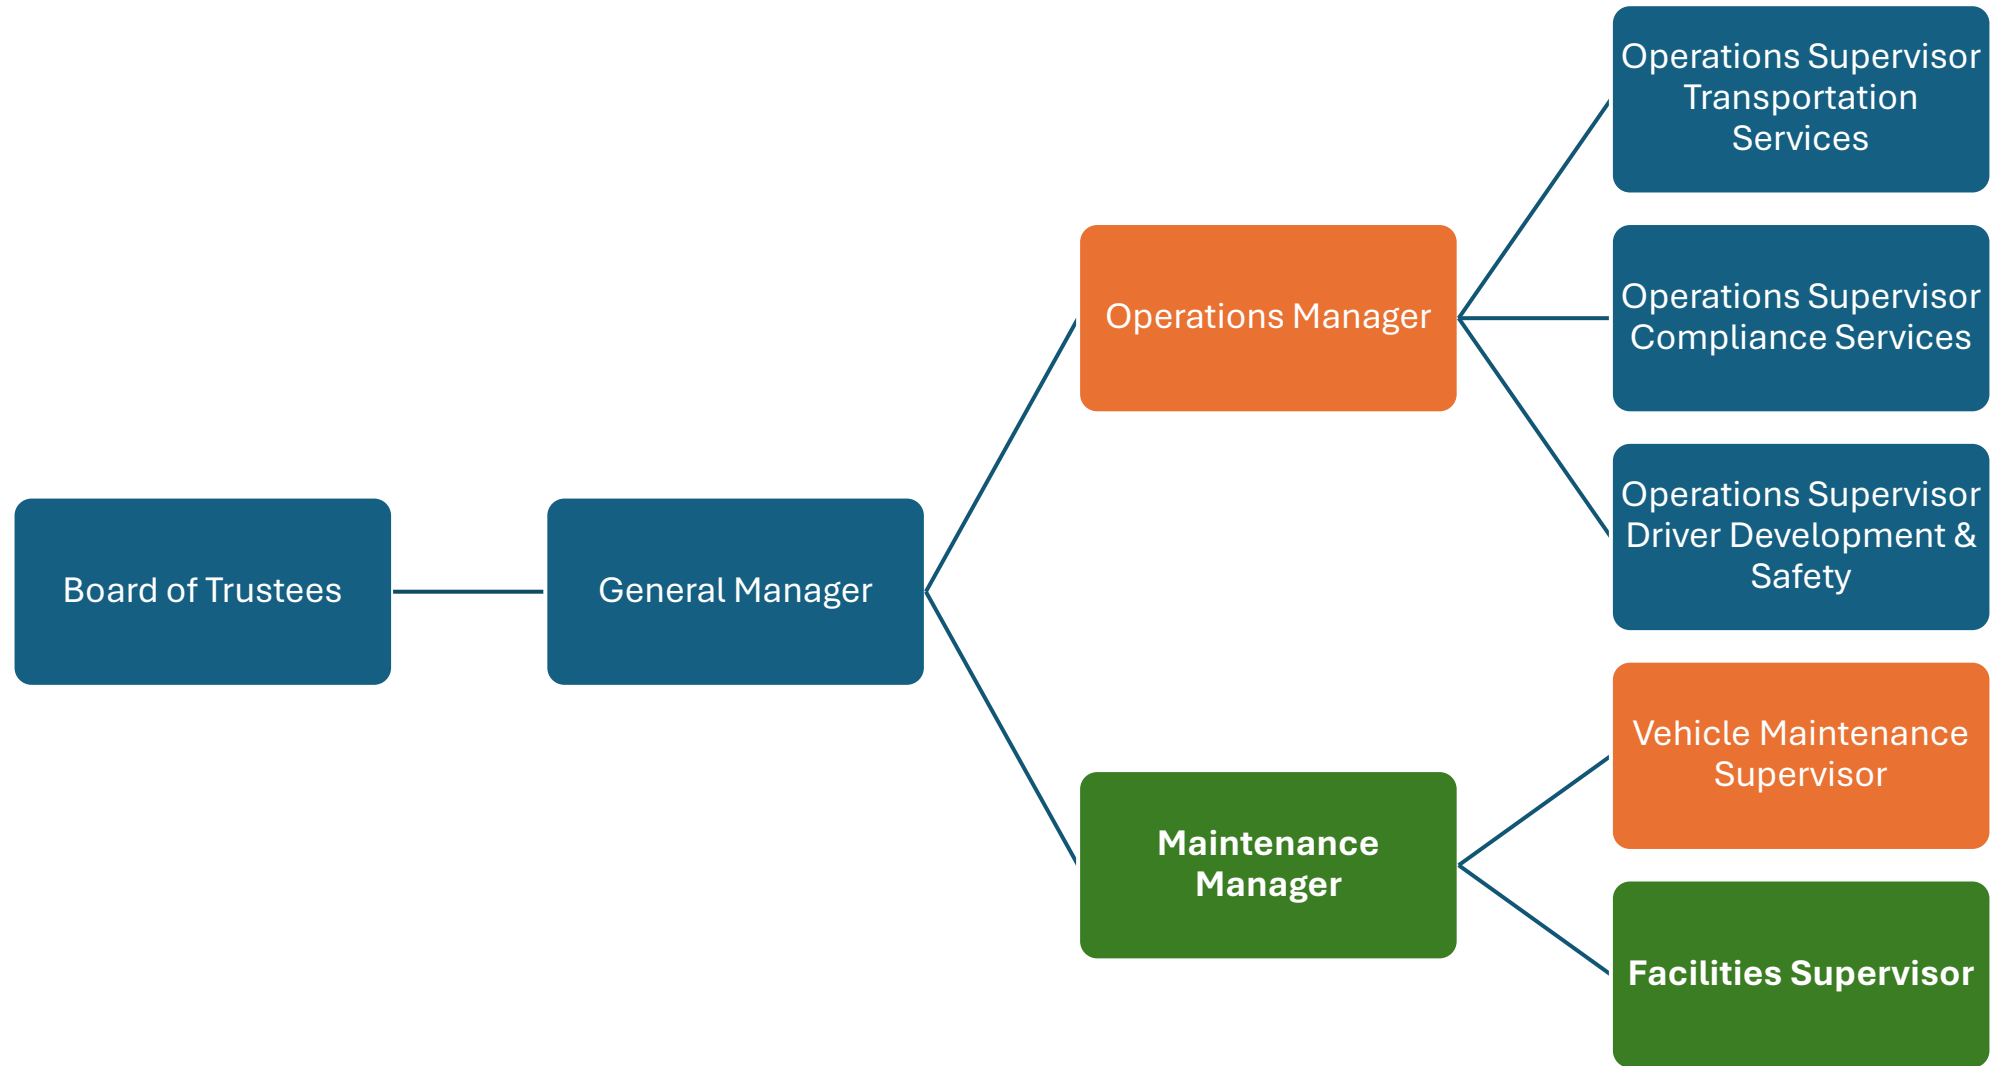 Operations Supervisor
Transportation
Services
Operations Manager
Operations Supervisor
Compliance Services
Operations Supervisor
Driver Development &
Safety
Board of Trustees
General Manager
Vehicle Maintenance
Supervisor
Maintenance
Manager
Facilities Supervisor